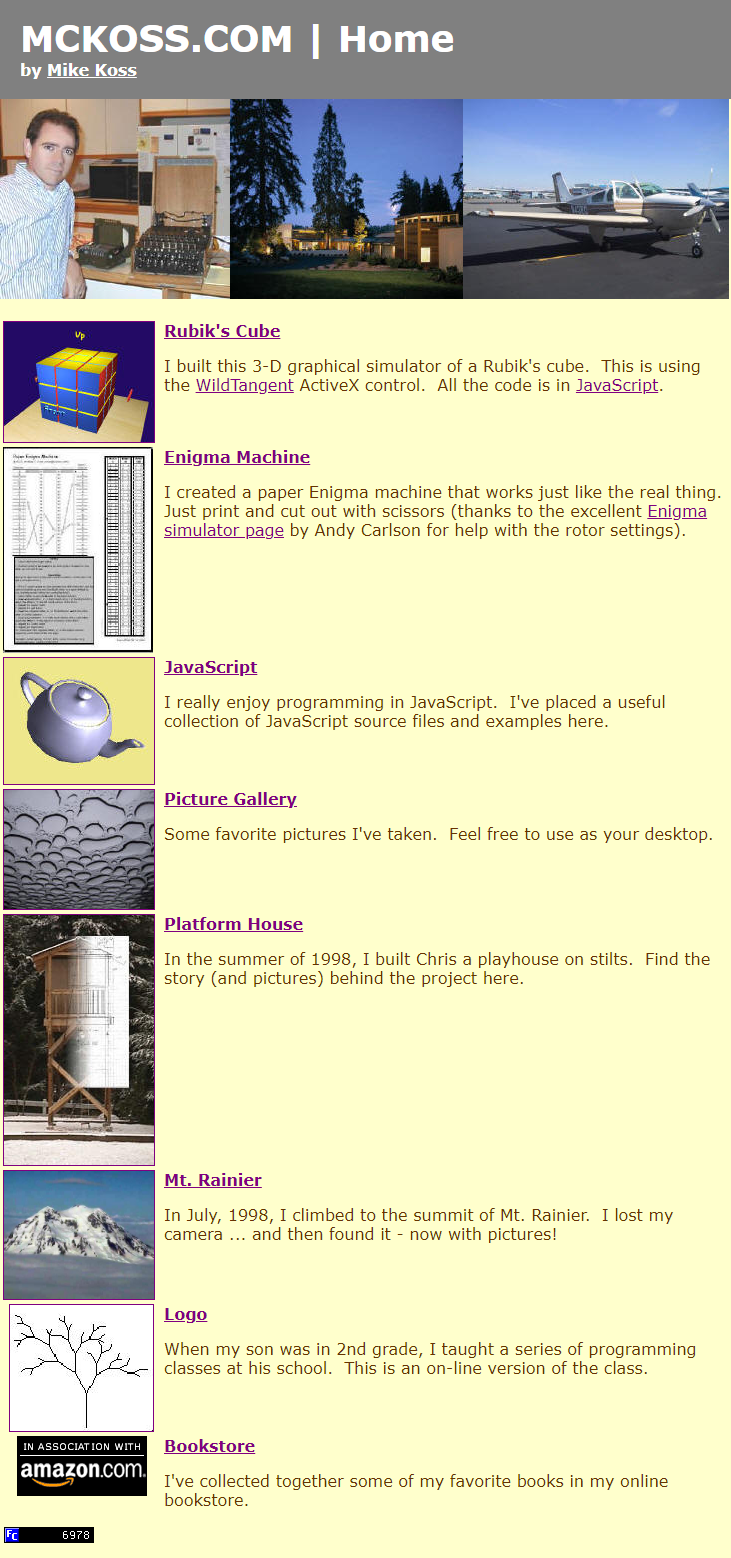 MCKOSS.COM | Home
by Mike Koss
Up
Rubik's Cube
I built this 3-D graphical simulator of a Rubik's cube.  This is using
the WildTangent ActiveX control.  All the code is in JavaScript.
Paper Enigma Machine
Enigma Machine
I created a paper Enigma machine that works just like the real thing.
Just print and cut out with scissors (thanks to the excellent Enigma
simulator page by Andy Carlson for help with the rotor settings).
JavaScript
I really enjoy programming in JavaScript.  I've placed a useful
collection of JavaScript source files and examples here.
Picture Gallery
Some favorite pictures I've taken.  Feel free to use as your desktop.
Platform House
In the summer of 1998, I built Chris a playhouse on stilts.  Find the
story (and pictures) behind the project here.
Mt. Rainier
In July, 1998, I climbed to the summit of Mt. Rainier.  I lost my
camera ... and then found it - now with pictures!
Logo
When my son was in 2nd grade, I taught a series of programming
classes at his school.  This is an on-line version of the class.
IN ASSOCIATION WITH
amazon.com.
Bookstore
I've collected together some of my favorite books in my online
bookstore.
FC 6978